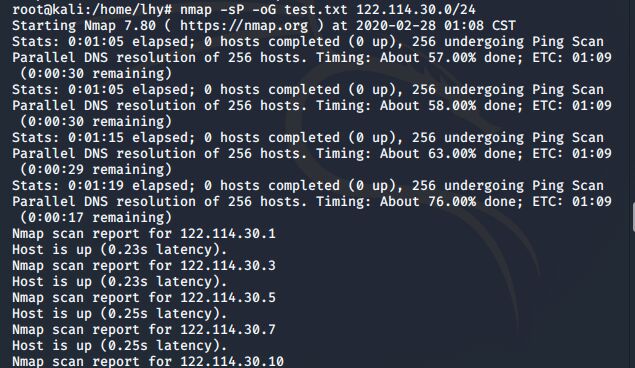 root@kali:/home/lhy# nmap -sP -oG test.txt 122.114.30.0/24
Starting Nmap 7.80 ( https://nmap.org ) at 2020-02-28 01:08 CST
Stats: 0:01:05 elapsed; 0 hosts completed (0 up), 256 undergoing Ping Scan
Parallel DNS resolution of 256 hosts. Timing: About 57.00% done; ETC: 01:09
(0:00:30 remaining)
Stats: 0:01:05 elapsed; 0 hosts completed (0 up), 256 undergoing Ping Scan
Parallel DNS resolution of 256 hosts. Timing: About 58.00% done; ETC: 01:09
(0:00:30 remaining)
Stats: 0:01:15 elapsed; 0 hosts completed (0 up), 256 undergoing Ping Scan
Parallel DNS resolution of 256 hosts. Timing: About 63.00% done; ETC: 01:09
(0:00:29 remaining)
Stats: 0:01:19 elapsed; 0 hosts completed (0 up), 256 undergoing Ping Scan
Parallel DNS resolution of 256 hosts. Timing: About 76.00% done; ETC: 01:09
(0:00:17 remaining)
Nmap scan report for 122.114.30.1
Host is up (0.23s latency).
Nmap scan report for 122.114.30.3
Host is up (0.23s latency).
Nmap scan report for 122.114.30.5
Host is up (0.25s latency).
Nmap scan report for 122.114.30.7
Host is up (0.25s latency).
Nmap scan report for 122.114.30.10